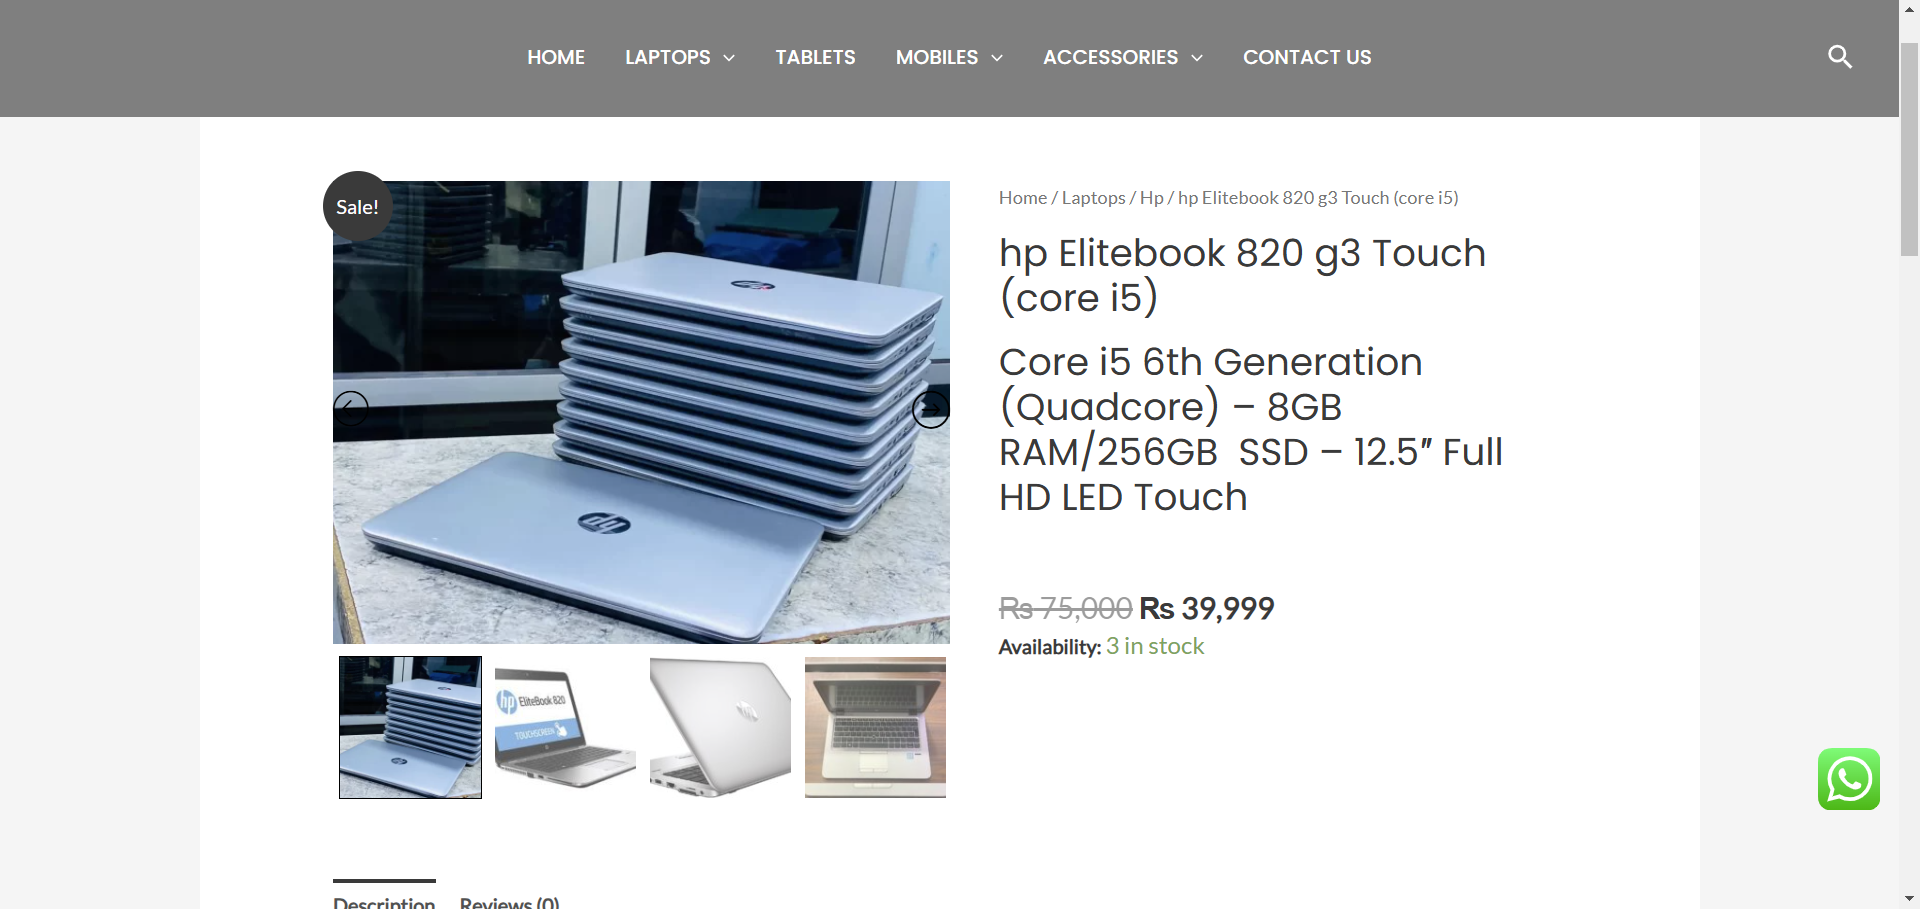 HOME LAPTOPS TABLETS MOBILES ACCESSORIES CONTACT US
Sale!
Home / Laptops / Hp / hp Elitebook 820 g3 Touch (core i5)
hp Elitebook 820 g3 Touch
(core i5)
Core i5 6th Generation
(Quadcore) – 8GB
RAM/256GB SSD – 12.5″ Full
HD LED Touch
₨ 75,000 ₨ 39,999
Availability: 3 in stock
hp
hp EliteBook 820
TOUCHSCREEN
Description Reviews (0)